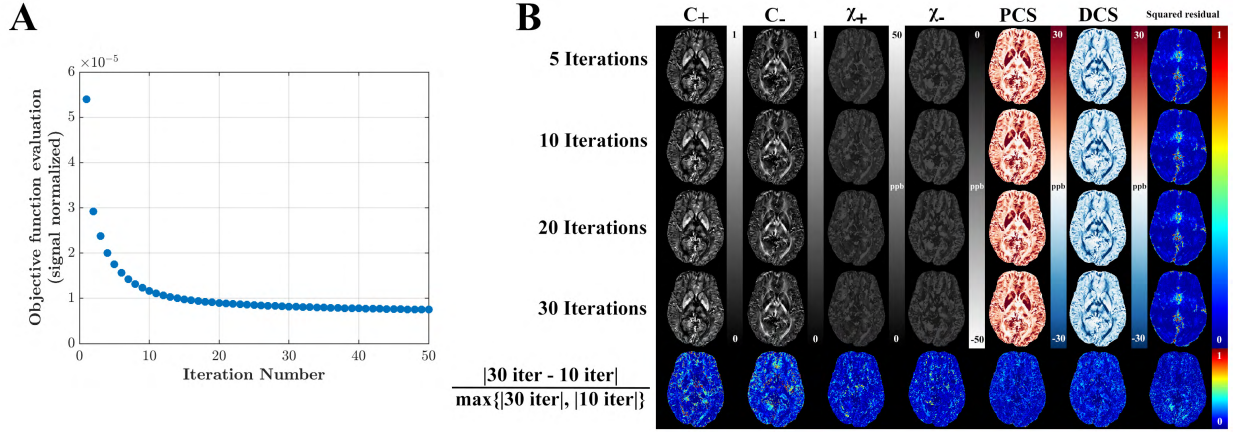 A
×10⁻⁵
6
5
4
3
2
1
0
0 10 20 30 40 50
Iteration Number
Objective function evaluation
(signal normalized)
B
C+ C- χ+ χ- PCS DCS Squared residual
1 1 50 0 30 30 1
5 Iterations
10 Iterations
ppb ppb ppb ppb
20 Iterations
30 Iterations
0 0 0 -50 -30 -30 0
|30 iter - 10 iter|
max{|30 iter|, |10 iter|}
1
0